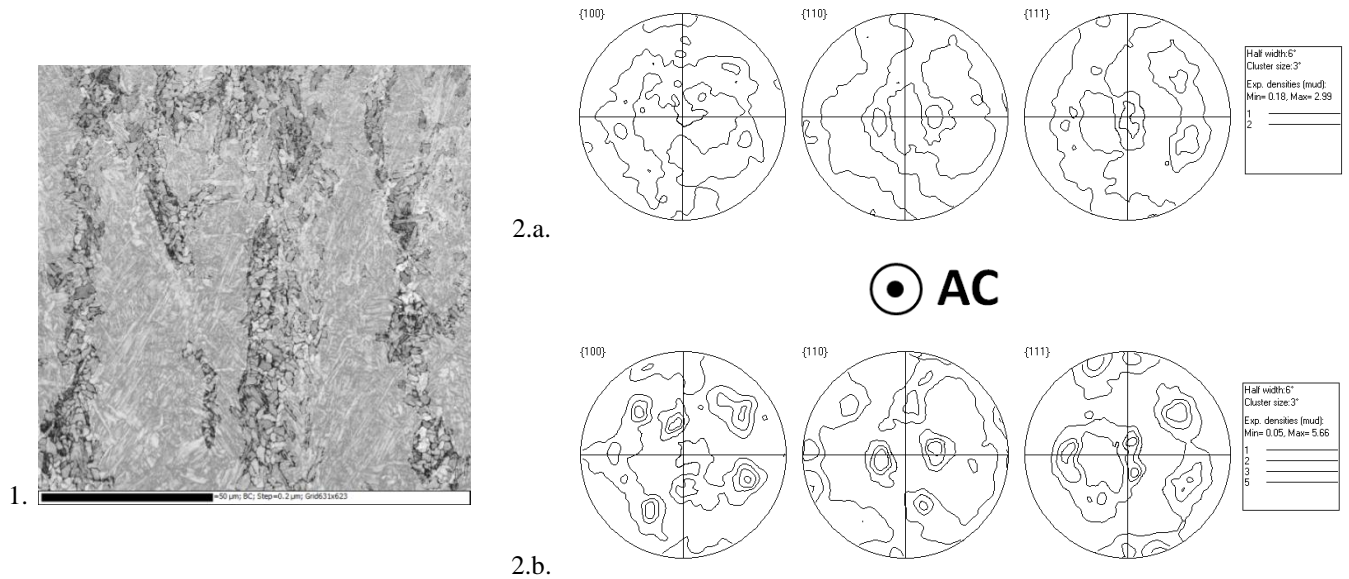 {100}
{110}
{111}
Half width:6°
Cluster size:3°
Exp. densities (mud):
Min= 0.18, Max= 2.99
1
2
2.a.
AC
=50 µm; BC; Step=0.2 µm; Grid631x623
1.
{100}
{110}
{111}
Half width:6°
Cluster size:3°
Exp. densities (mud):
Min= 0.05, Max= 5.66
1
2
3
5
2.b.